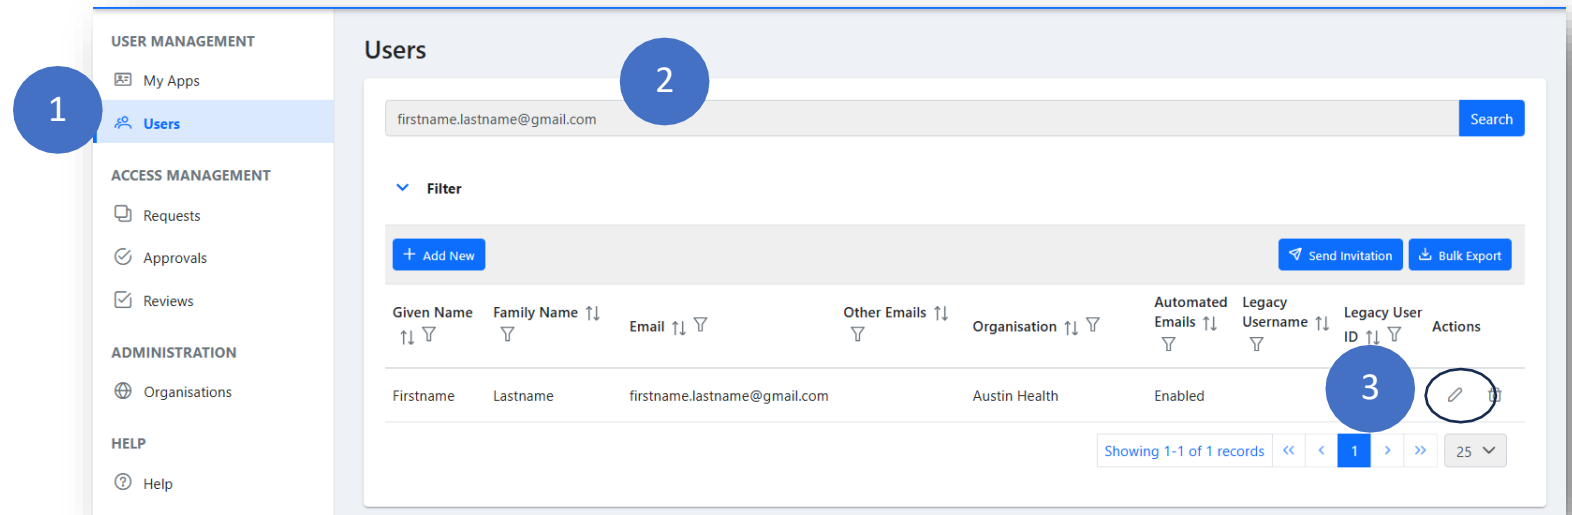 USER MANAGEMENT
My Apps
1
Users
ACCESS MANAGEMENT
Requests
Approvals
Reviews
ADMINISTRATION
Organisations
HELP
Help
Users
2
firstname.lastname@gmail.com
Search
Filter
+ Add New
Send Invitation
Bulk Export
Given Name
Family Name
Email
Other Emails
Organisation
Automated
Emails
Legacy
Username
Legacy User
ID
Actions
Firstname
Lastname
firstname.lastname@gmail.com
Austin Health
Enabled
3
Showing 1-1 of 1 records
«
‹
1
›
»
25